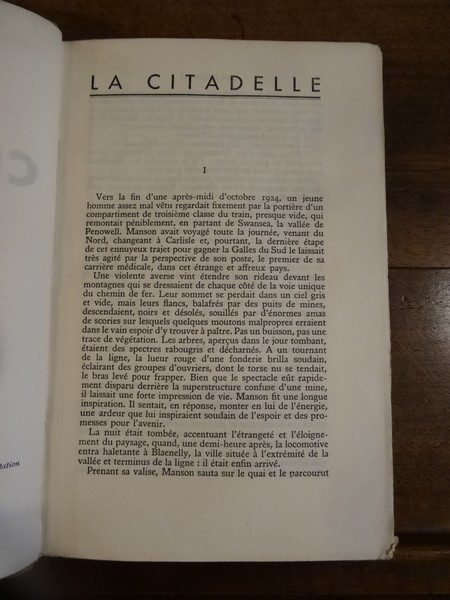 LA CITADELLE
I
Vers la fin d'une après-midi d'octobre 1924, un jeune
homme assez mal vêtu regardait fixement par la portière d'un
compartiment de troisième classe du train, presque vide, qui
remontait péniblement, en partant de Swansea, la vallée de
Penowell. Manson avait voyagé toute la journée, venant du
Nord, changeant à Carlisle et, pourtant, la dernière étape
de cet ennuyeux trajet pour gagner la Galles du Sud le laissait
très agité par la perspective de son poste, le premier de sa
carrière médicale, dans cet étrange et affreux pays.
Une violente averse vint étendre son rideau devant les
montagnes qui se dressaient de chaque côté de la voie unique
du chemin de fer. Leur sommet se perdait dans un ciel gris
et vide, mais leurs flancs, balafrés par des puits de mines,
descendaient, noirs et désolés, souillés par d'énormes amas
de scories sur lesquels quelques moutons malpropres erraient
dans le vain espoir d'y trouver à paître. Pas un buisson, pas une
trace de végétation. Les arbres, aperçus dans le jour tombant,
étaient des spectres rabougris et décharnés. A un tournant
de la ligne, la lueur rouge d'une fonderie brilla soudain,
éclairant des groupes d'ouvriers, dont le torse nu se tendait,
le bras levé pour frapper. Bien que le spectacle eût rapide-
ment disparu derrière la superstructure confuse d'une mine,
il laissait une forte impression de vie. Manson fit une longue
inspiration. Il sentait, en réponse, monter en lui de l'énergie,
une ardeur que lui inspiraient soudain de l'espoir et des pro-
messes pour l'avenir.
La nuit était tombée, accentuant l'étrangeté et l'éloigne-
ment du paysage, quand, une demi-heure après, la locomotive
entra haletante à Blaenelly, la ville située à l'extrémité de la
vallée et terminus de la ligne : il était enfin arrivé.
Prenant sa valise, Manson sauta sur le quai et le parcourut